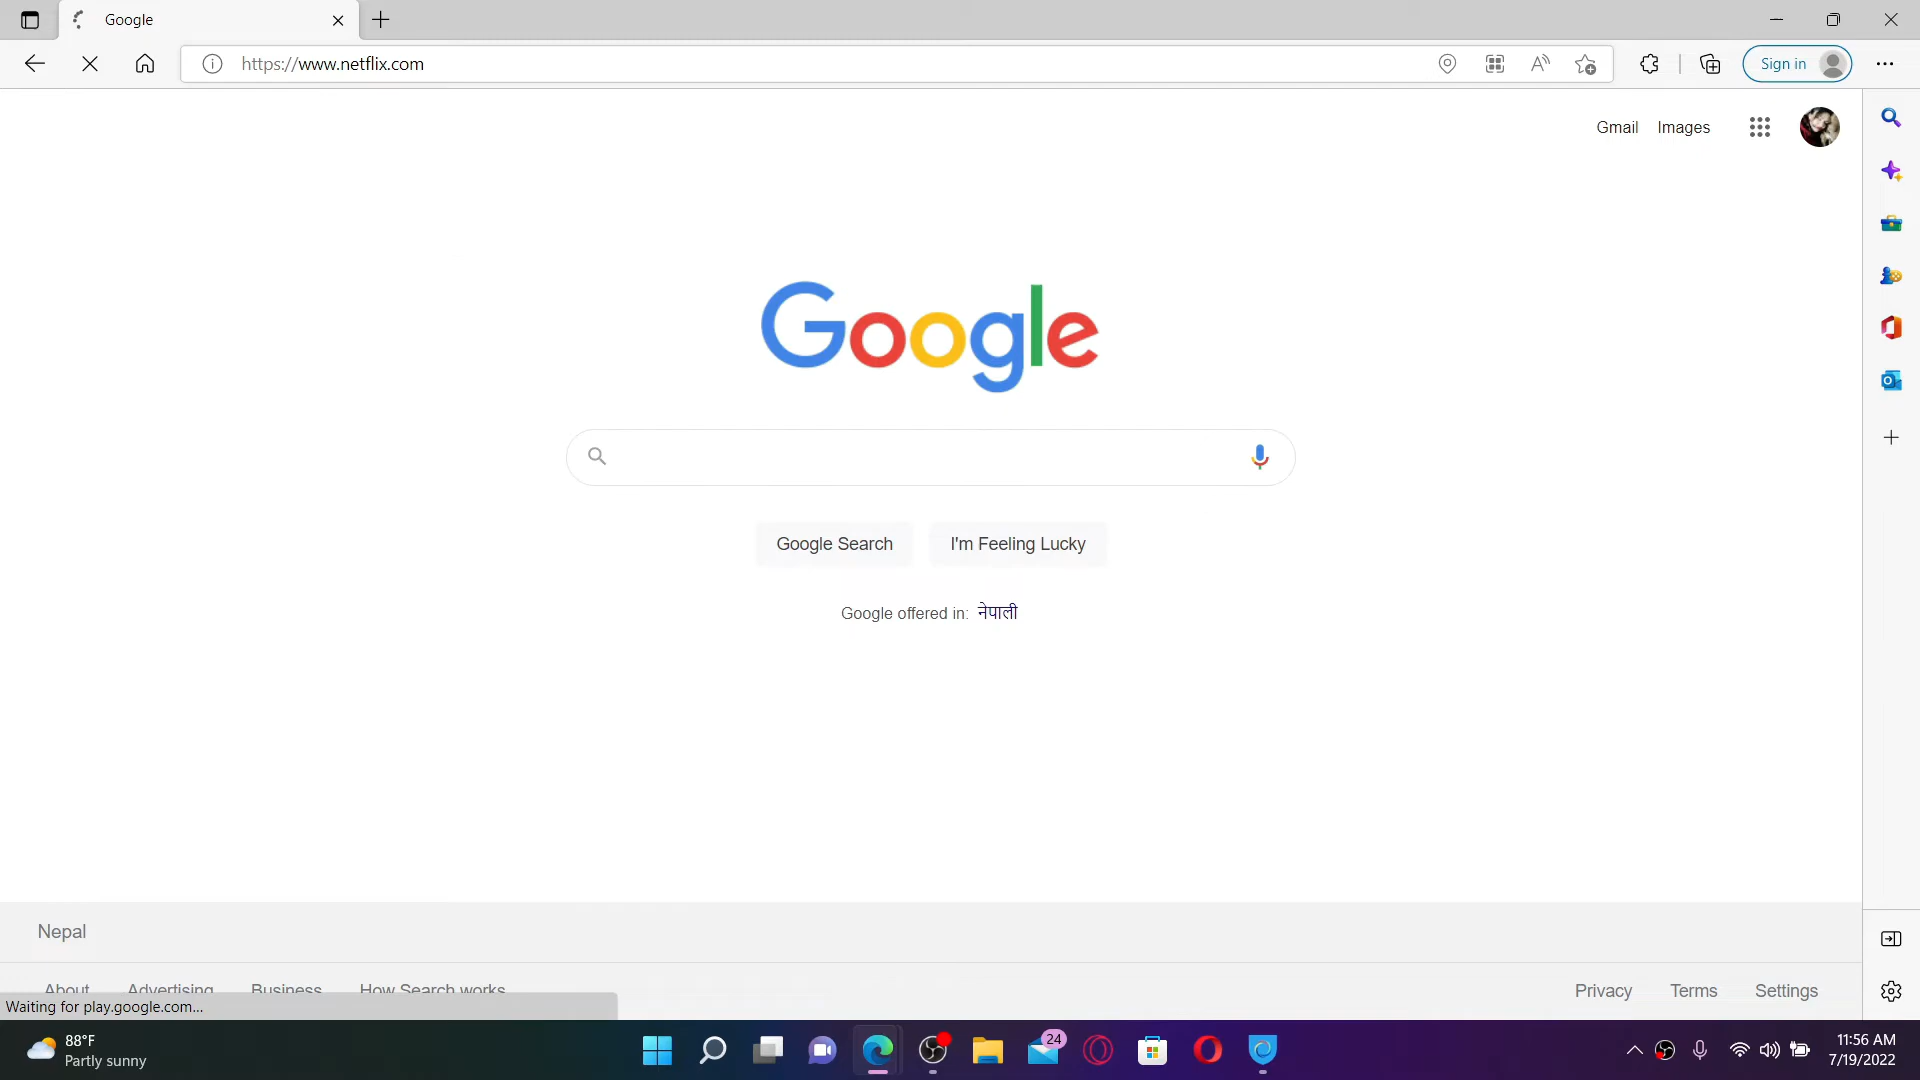 Google
https://www.netflix.com
Sign in
Gmail Images
Google
Google Search I'm Feeling Lucky
Google offered in: नेपाली
Nepal
About Advertising Business How Search works
Privacy Terms Settings
Waiting for play.google.com...
88°F
Partly sunny
24
11:56 AM
7/19/2022